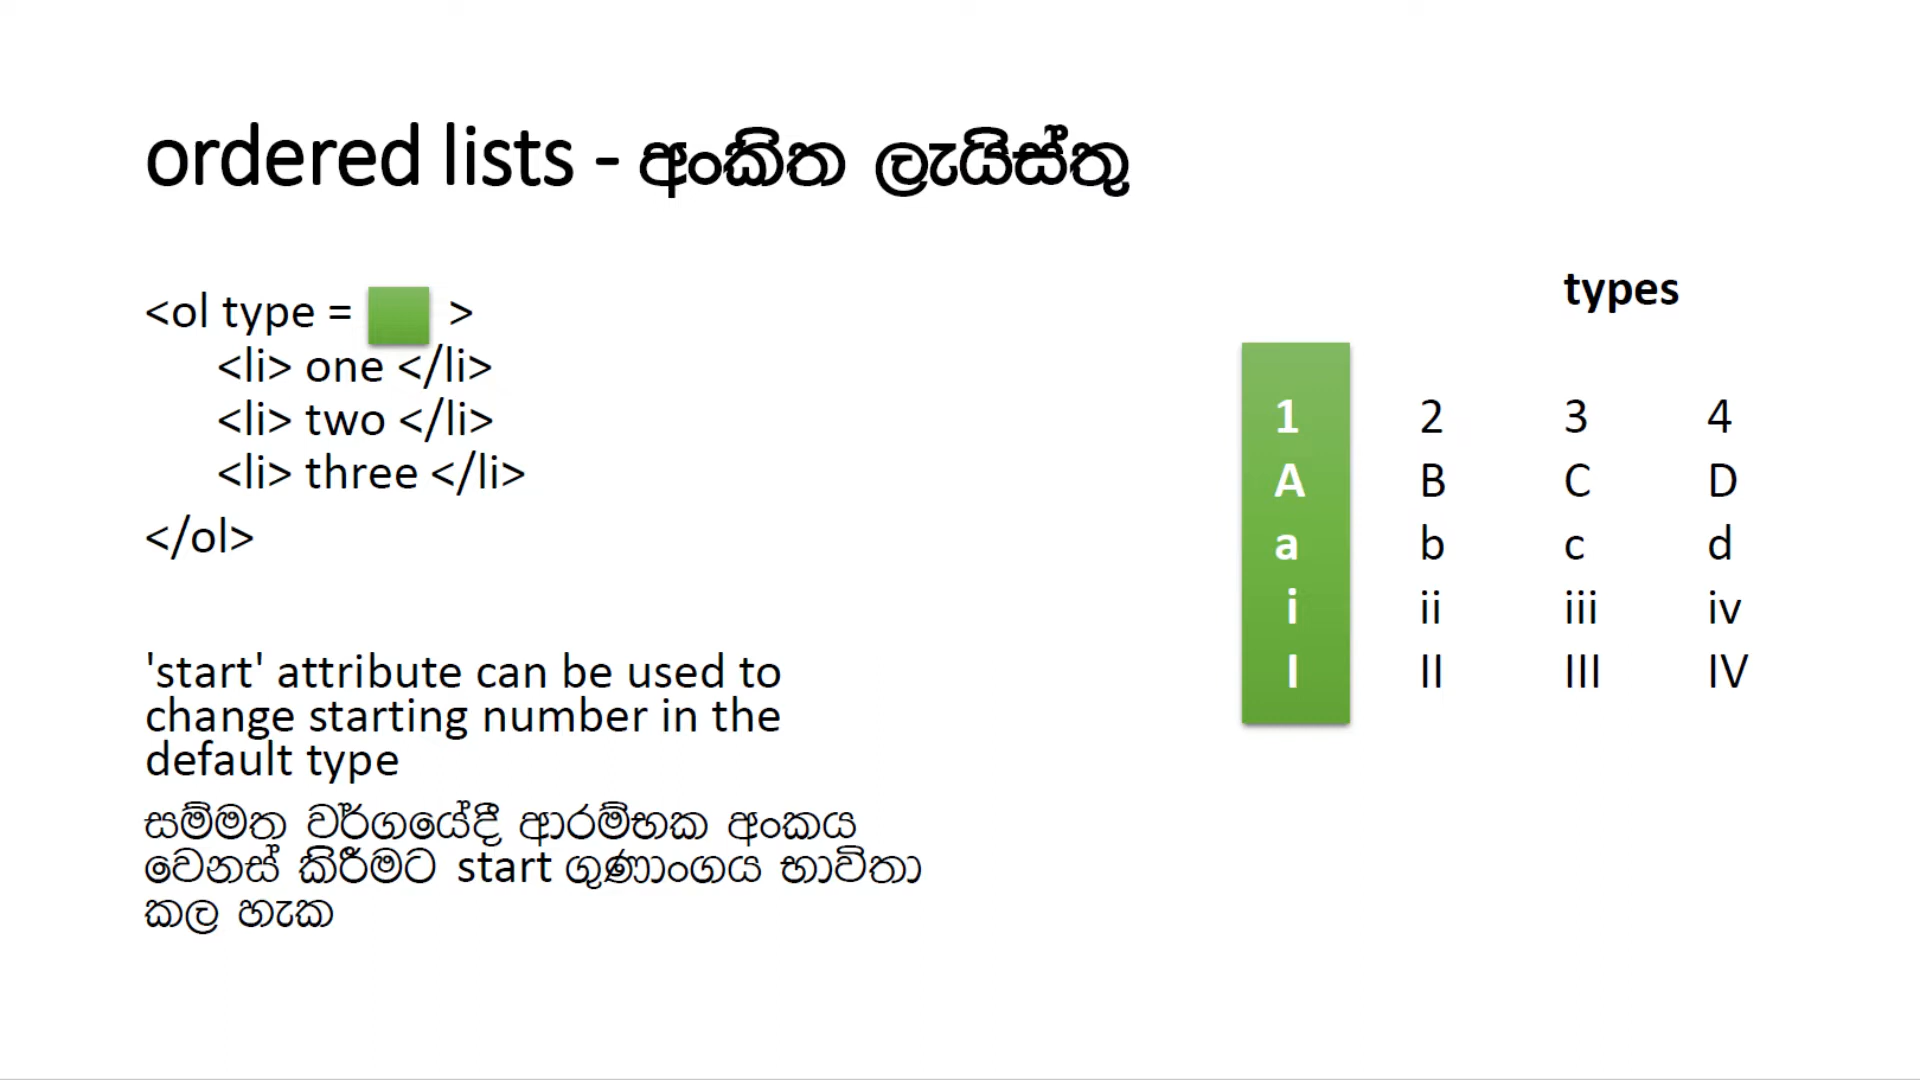 ordered lists - අංකිත ලැයිස්තු
<ol type = >
<li> one </li>
<li> two </li>
<li> three </li>
</ol>
'start' attribute can be used to
change starting number in the
default type
සම්මත වර්ගයේදී ආරම්භක අංකය
වෙනස් කිරීමට start ගුණාංගය භාවිතා
කල හැක
types
1 2 3 4
A B C D
a b c d
i ii iii iv
I II III IV